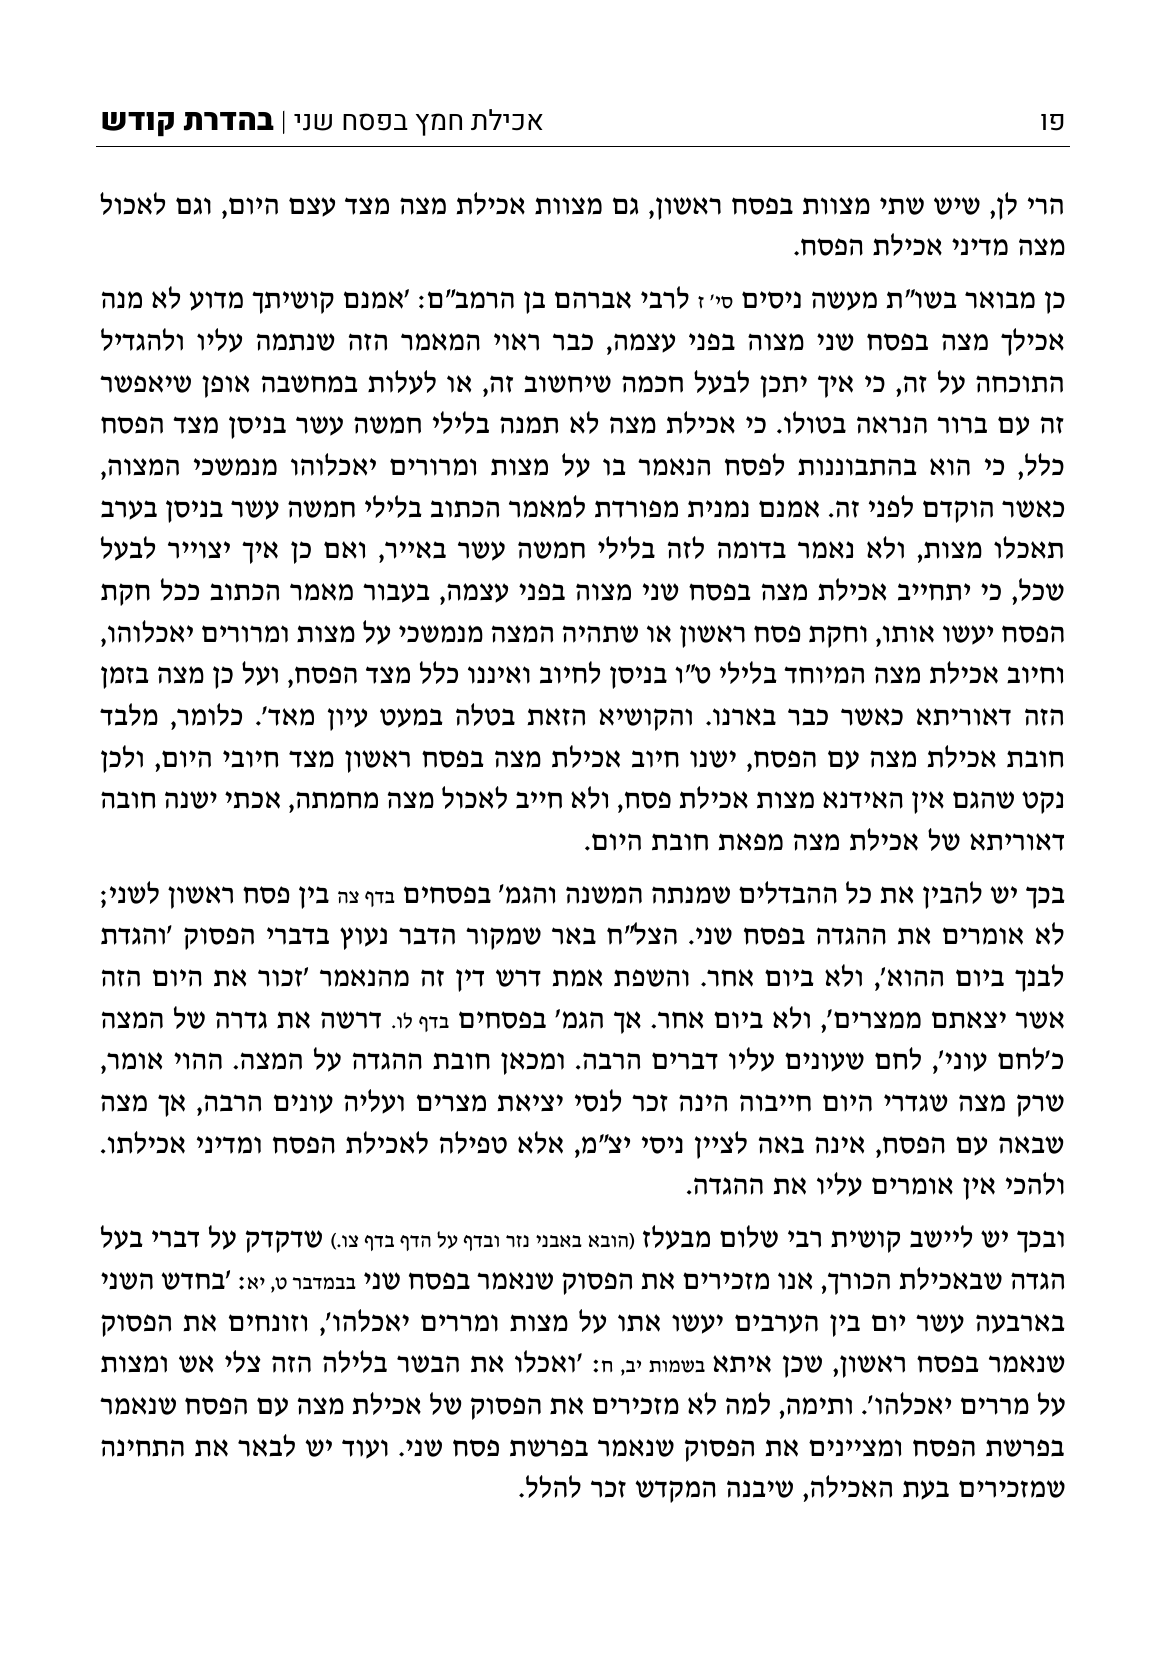 פו
אכילת חמץ בפסח שני | בהדרת קודש
הרי לן, שיש שתי מצוות בפסח ראשון, גם מצוות אכילת מצה מצד עצם היום, וגם לאכול
מצה מדיני אכילת הפסח.
כן מבואר בשו"ת מעשה ניסים סי' ז לרבי אברהם בן הרמב"ם: 'אמנם קושיתך מדוע לא מנה
אכילך מצה בפסח שני מצוה בפני עצמה, כבר ראוי המאמר הזה שנתמה עליו ולהגדיל
התוכחה על זה, כי איך יתכן לבעל חכמה שיחשוב זה, או לעלות במחשבה אופן שיאפשר
זה עם ברור הנראה בטולו. כי אכילת מצה לא תמנה בלילי חמשה עשר בניסן מצד הפסח
כלל, כי הוא בהתבוננות לפסח הנאמר בו על מצות ומרורים יאכלוהו מנמשכי המצוה,
כאשר הוקדם לפני זה. אמנם נמנית מפורדת למאמר הכתוב בלילי חמשה עשר בניסן בערב
תאכלו מצות, ולא נאמר בדומה לזה בלילי חמשה עשר באייר, ואם כן איך יצוייר לבעל
שכל, כי יתחייב אכילת מצה בפסח שני מצוה בפני עצמה, בעבור מאמר הכתוב ככל חקת
הפסח יעשו אותו, וחקת פסח ראשון או שתהיה המצה מנמשכי על מצות ומרורים יאכלוהו,
וחיוב אכילת מצה המיוחד בלילי ט"ו בניסן לחיוב ואיננו כלל מצד הפסח, ועל כן מצה בזמן
הזה דאוריתא כאשר כבר בארנו. והקושיא הזאת בטלה במעט עיון מאד'. כלומר, מלבד
חובת אכילת מצה עם הפסח, ישנו חיוב אכילת מצה בפסח ראשון מצד חיובי היום, ולכן
נקט שהגם אין האידנא מצות אכילת פסח, ולא חייב לאכול מצה מחמתה, אכתי ישנה חובה
דאוריתא של אכילת מצה מפאת חובת היום.
בכך יש להבין את כל ההבדלים שמנתה המשנה והגמ' בפסחים בדף צה בין פסח ראשון לשני;
לא אומרים את ההגדה בפסח שני. הצל"ח באר שמקור הדבר נעוץ בדברי הפסוק 'והגדת
לבנך ביום ההוא', ולא ביום אחר. והשפת אמת דרש דין זה מהנאמר 'זכור את היום הזה
אשר יצאתם ממצרים', ולא ביום אחר. אך הגמ' בפסחים בדף לו. דרשה את גדרה של המצה
כ'לחם עוני', לחם שעונים עליו דברים הרבה. ומכאן חובת ההגדה על המצה. ההוי אומר,
שרק מצה שגדרי היום חייבוה הינה זכר לנסי יציאת מצרים ועליה עונים הרבה, אך מצה
שבאה עם הפסח, אינה באה לציין ניסי יצ"מ, אלא טפילה לאכילת הפסח ומדיני אכילתו.
ולהכי אין אומרים עליו את ההגדה.
ובכך יש ליישב קושית רבי שלום מבעלז (הובא באבני נזר ובדף על הדף בדף צו.) שדקדק על דברי בעל
הגדה שבאכילת הכורך, אנו מזכירים את הפסוק שנאמר בפסח שני בבמדבר ט, יא: 'בחדש השני
בארבעה עשר יום בין הערבים יעשו אתו על מצות ומררים יאכלהו', וזונחים את הפסוק
שנאמר בפסח ראשון, שכן איתא בשמות יב, ח: 'ואכלו את הבשר בלילה הזה צלי אש ומצות
על מררים יאכלהו'. ותימה, למה לא מזכירים את הפסוק של אכילת מצה עם הפסח שנאמר
בפרשת הפסח ומציינים את הפסוק שנאמר בפרשת פסח שני. ועוד יש לבאר את התחינה
שמזכירים בעת האכילה, שיבנה המקדש זכר להלל.